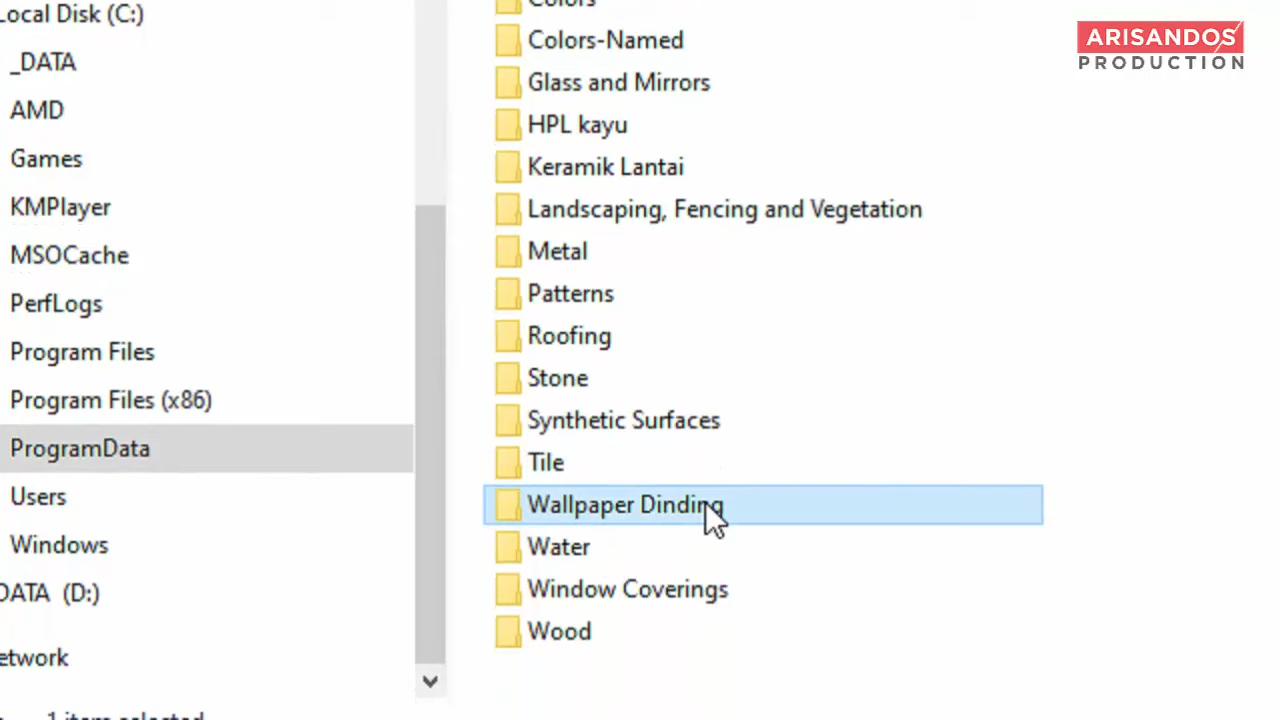 Local Disk (C:)
_DATA
AMD
Games
KMPlayer
MSOCache
PerfLogs
Program Files
Program Files (x86)
ProgramData
Users
Windows
DATA (D:)
etwork
1 item selected
Colors
Colors-Named
Glass and Mirrors
HPL kayu
Keramik Lantai
Landscaping, Fencing and Vegetation
Metal
Patterns
Roofing
Stone
Synthetic Surfaces
Tile
Wallpaper Dinding
Water
Window Coverings
Wood
ARISANDOS
PRODUCTION